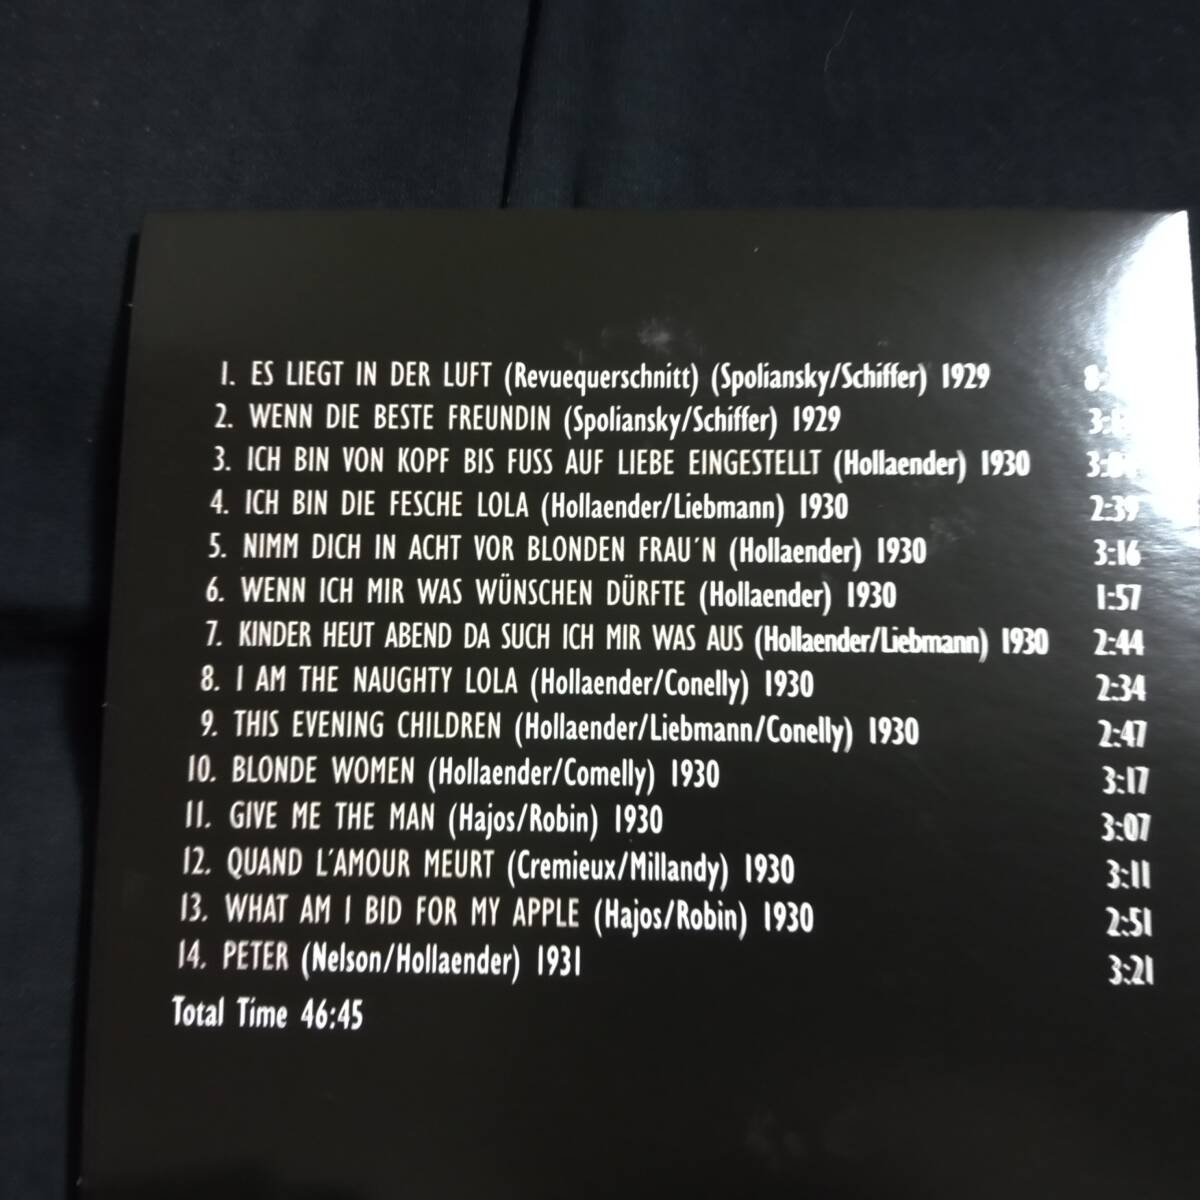 1. ES LIEGT IN DER LUFT (Revuequerschnitt) (Spoliansky/Schiffer) 1929
2. WENN DIE BESTE FREUNDIN (Spoliansky/Schiffer) 1929
3. ICH BIN VON KOPF BIS FUSS AUF LIEBE EINGESTELLT (Hollaender) 1930
4. ICH BIN DIE FESCHE LOLA (Hollaender/Liebmann) 1930 2:39
5. NIMM DICH IN ACHT VOR BLONDEN FRAU´N (Hollaender) 1930 3:16
6. WENN ICH MIR WAS WÜNSCHEN DÜRFTE (Hollaender) 1930 1:57
7. KINDER HEUT ABEND DA SUCH ICH MIR WAS AUS (Hollaender/Liebmann) 1930 2:44
8. I AM THE NAUGHTY LOLA (Hollaender/Conelly) 1930 2:34
9. THIS EVENING CHILDREN (Hollaender/Liebmann/Conelly) 1930 2:47
10. BLONDE WOMEN (Hollaender/Comelly) 1930 3:17
11. GIVE ME THE MAN (Hajos/Robin) 1930 3:07
12. QUAND L´AMOUR MEURT (Cremieux/Millandy) 1930 3:11
13. WHAT AM I BID FOR MY APPLE (Hajos/Robin) 1930 2:51
14. PETER (Nelson/Hollaender) 1931 3:21
Total Time 46:45